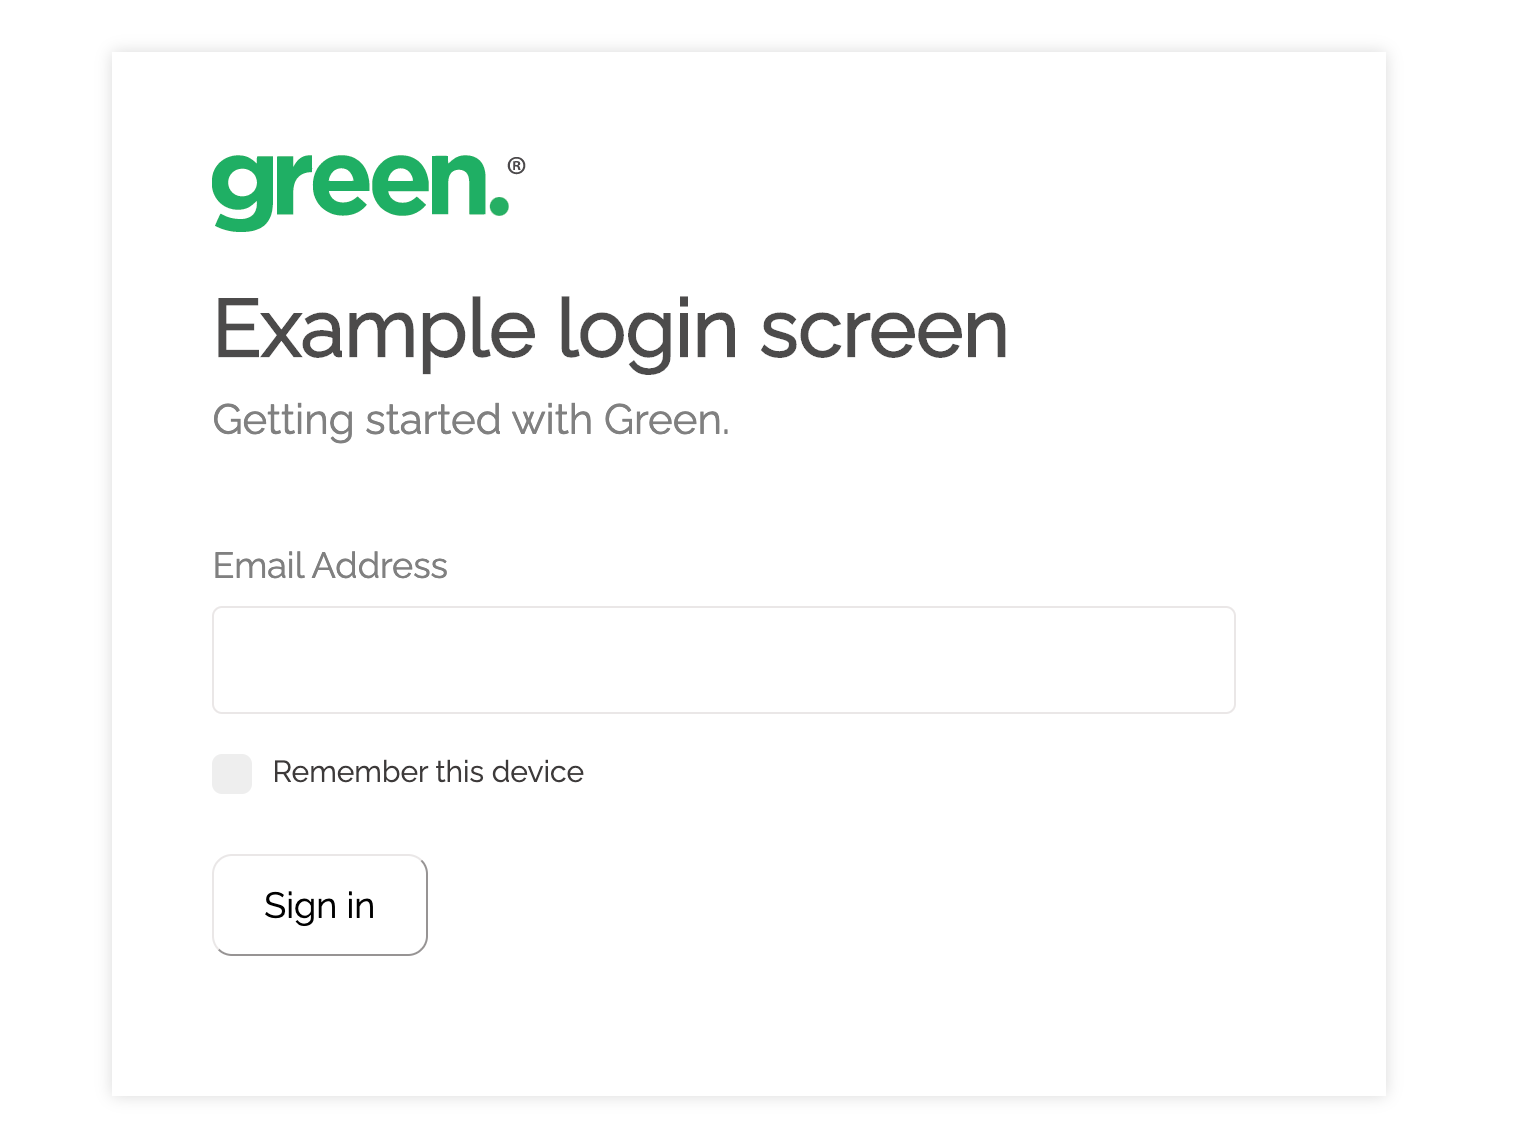 green.®
Example login screen
Getting started with Green.
Email Address
Remember this device
Sign in